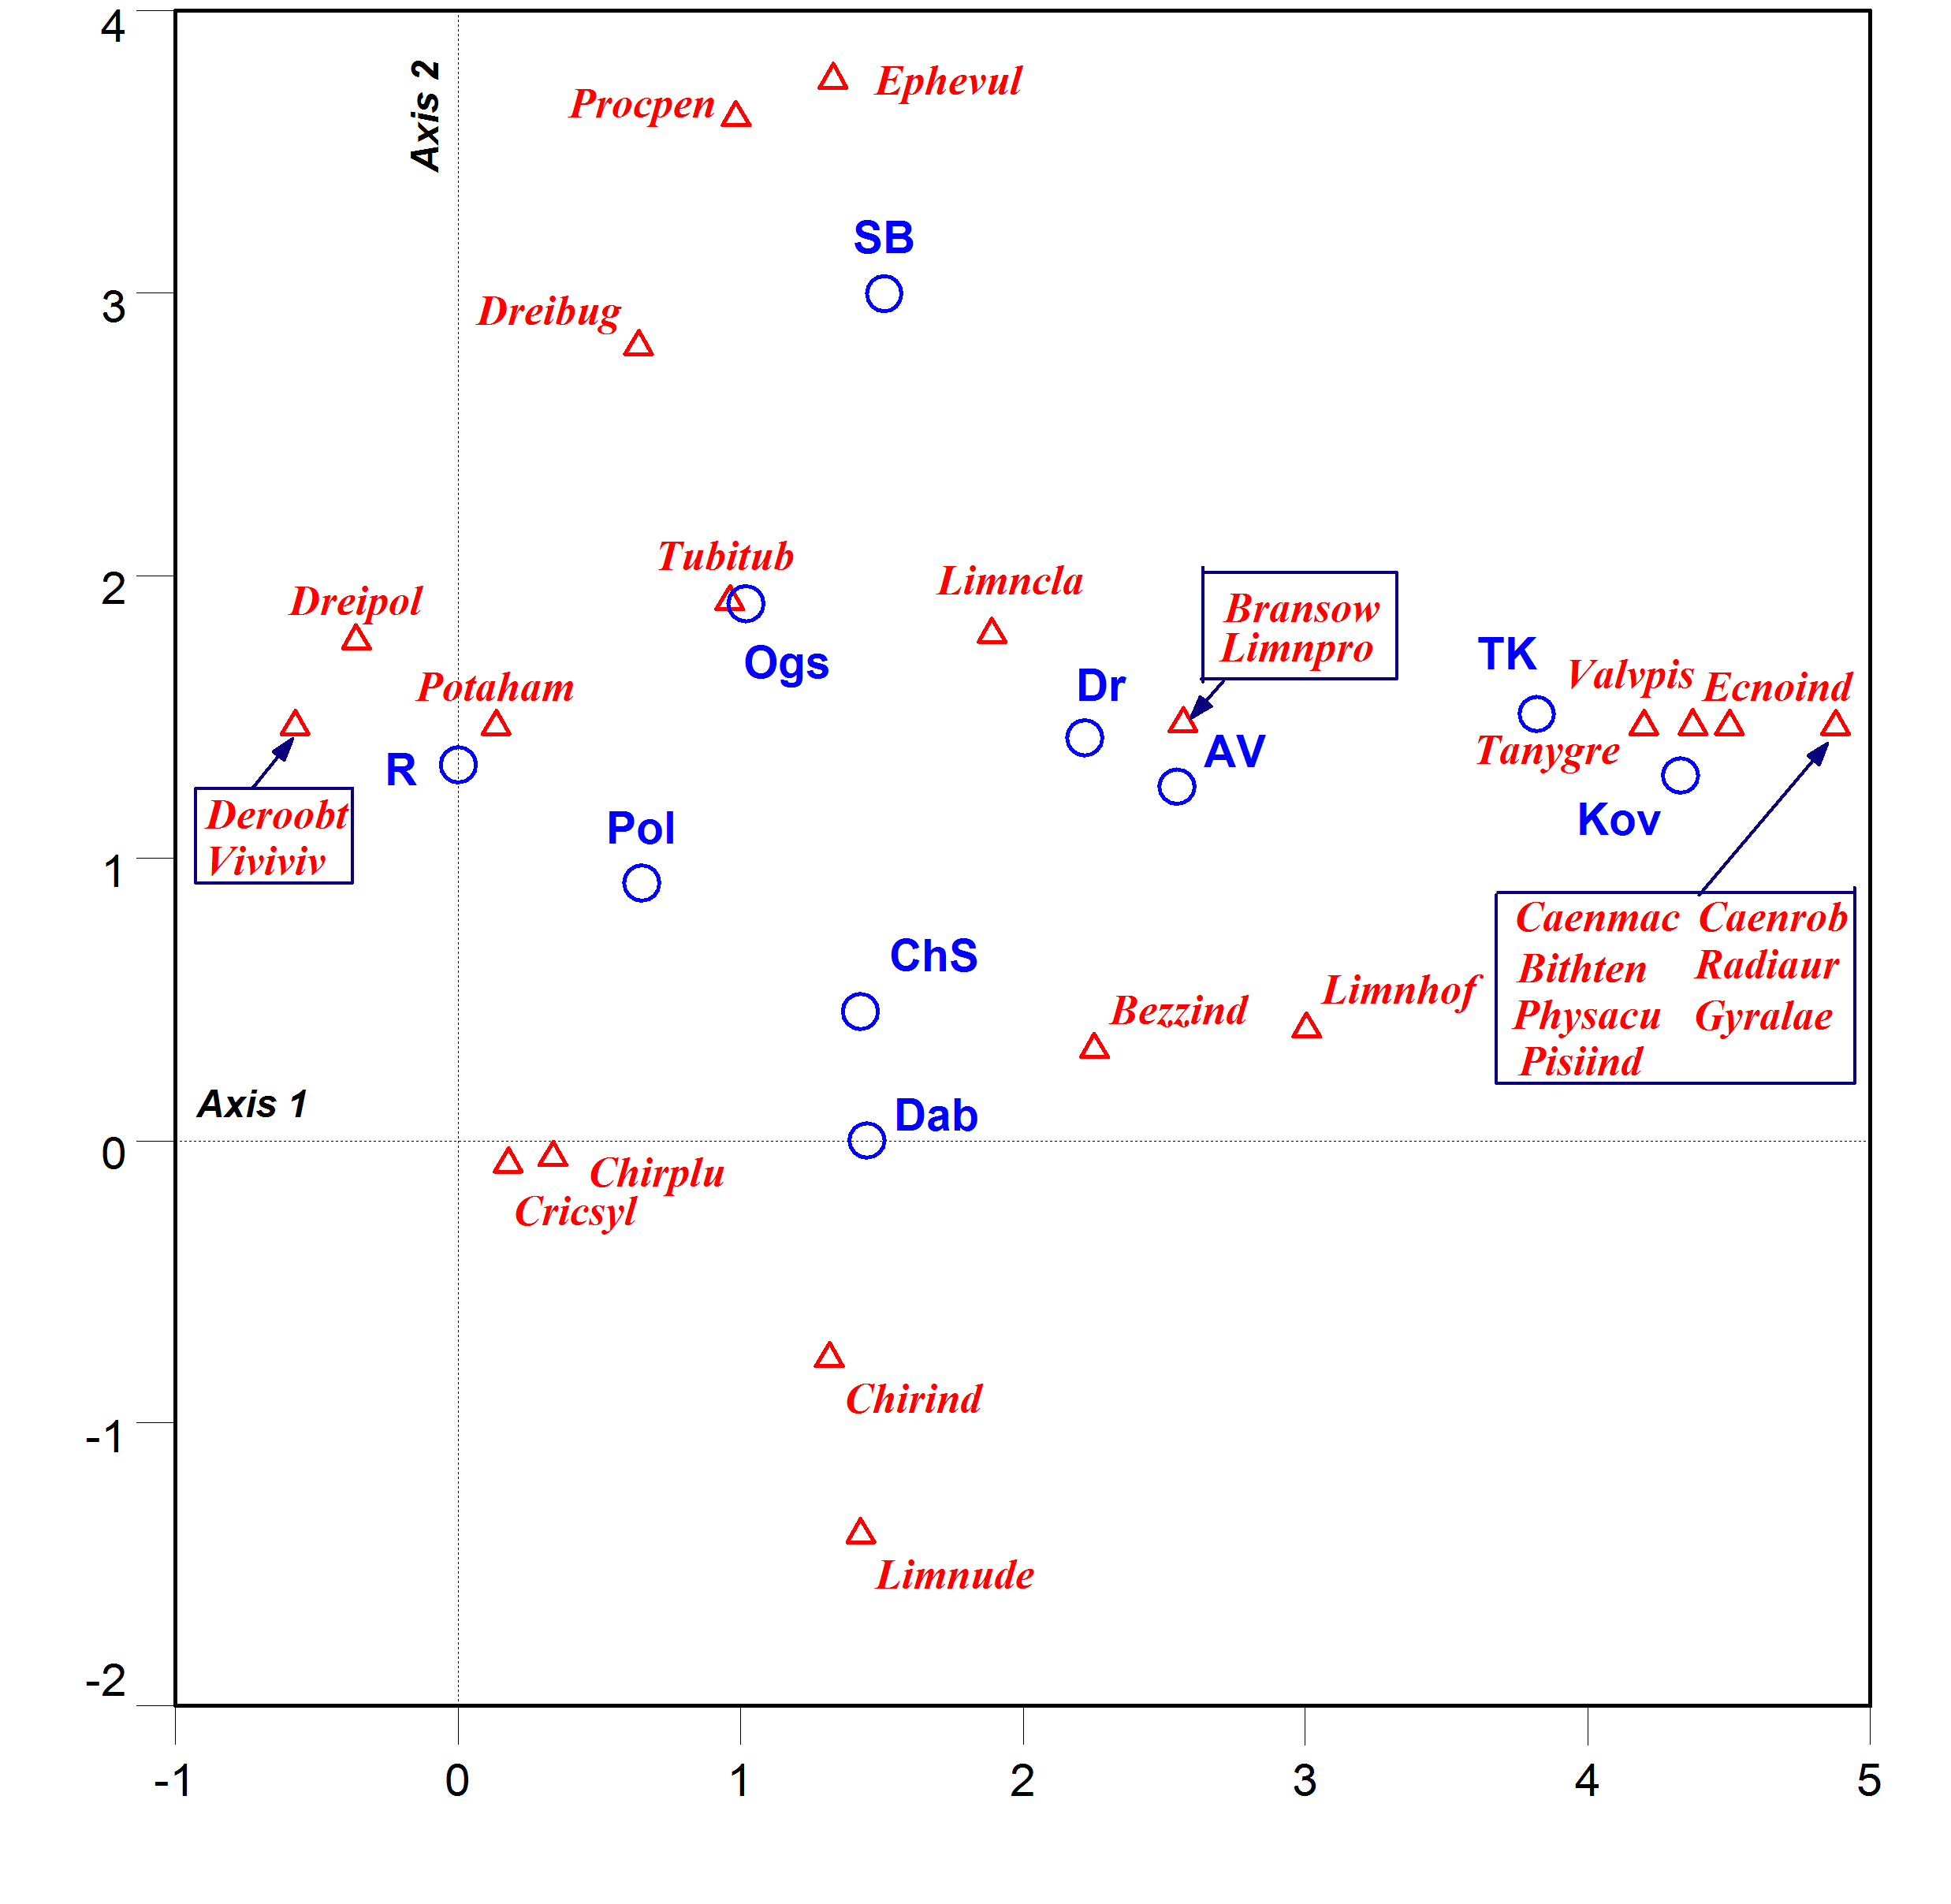 4
Axis 2
Procpen
Ephevul
SB
3
Dreibug
Tubitub
2
Dreipol
Limncla
Bransow
Limnpro
Ogs
Dr
TK
Valvpis
Ecnoind
Potaham
R
AV
Tanygre
Deroobt
Viviviv
Pol
Kov
1
Caenmac Caenrob
Bithten Radiaur
Physacu Gyralae
Pisiind
ChS
Bezzind
Limnhof
Axis 1
Dab
0
Chirplu
Cricsyl
Chirind
-1
Limnude
-2
-1 0 1 2 3 4 5